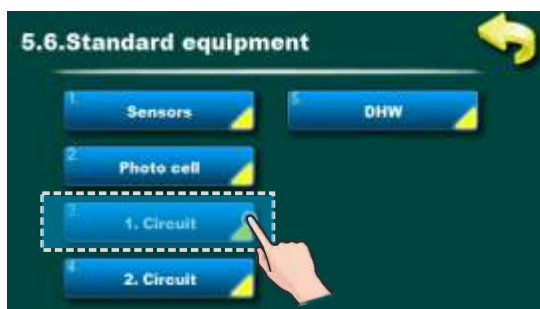 5.6.Standard equipment
1.
Sensors
2.
Photo cell
3.
1. Circuit
4.
2. Circuit
5.
DHW